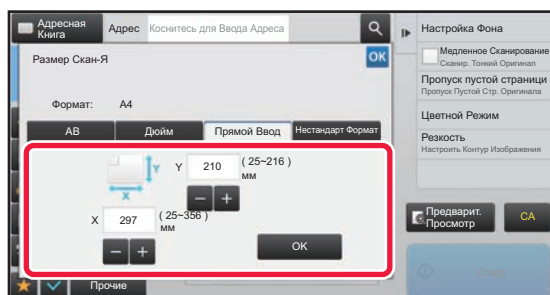 Адресная
Книга
Адрес
Коснитесь для Ввода Адреса
Размер Скан-Я
OK
Формат: A4
AB
Дюйм
Прямой Ввод
Нестандарт Формат
Y
Y 210 (25~216)
мм
X
X 297 (25~356)
мм
OK
Прочие
Настройка Фона
Медленное Сканирование
Сканир. Тонкий Оригинал
Пропуск пустой страници
Пропуск Пустой Стр. Оригинала
Цветной Режим
Резкость
Настроить Контур Изображения
Предварит.
Просмотр
CA